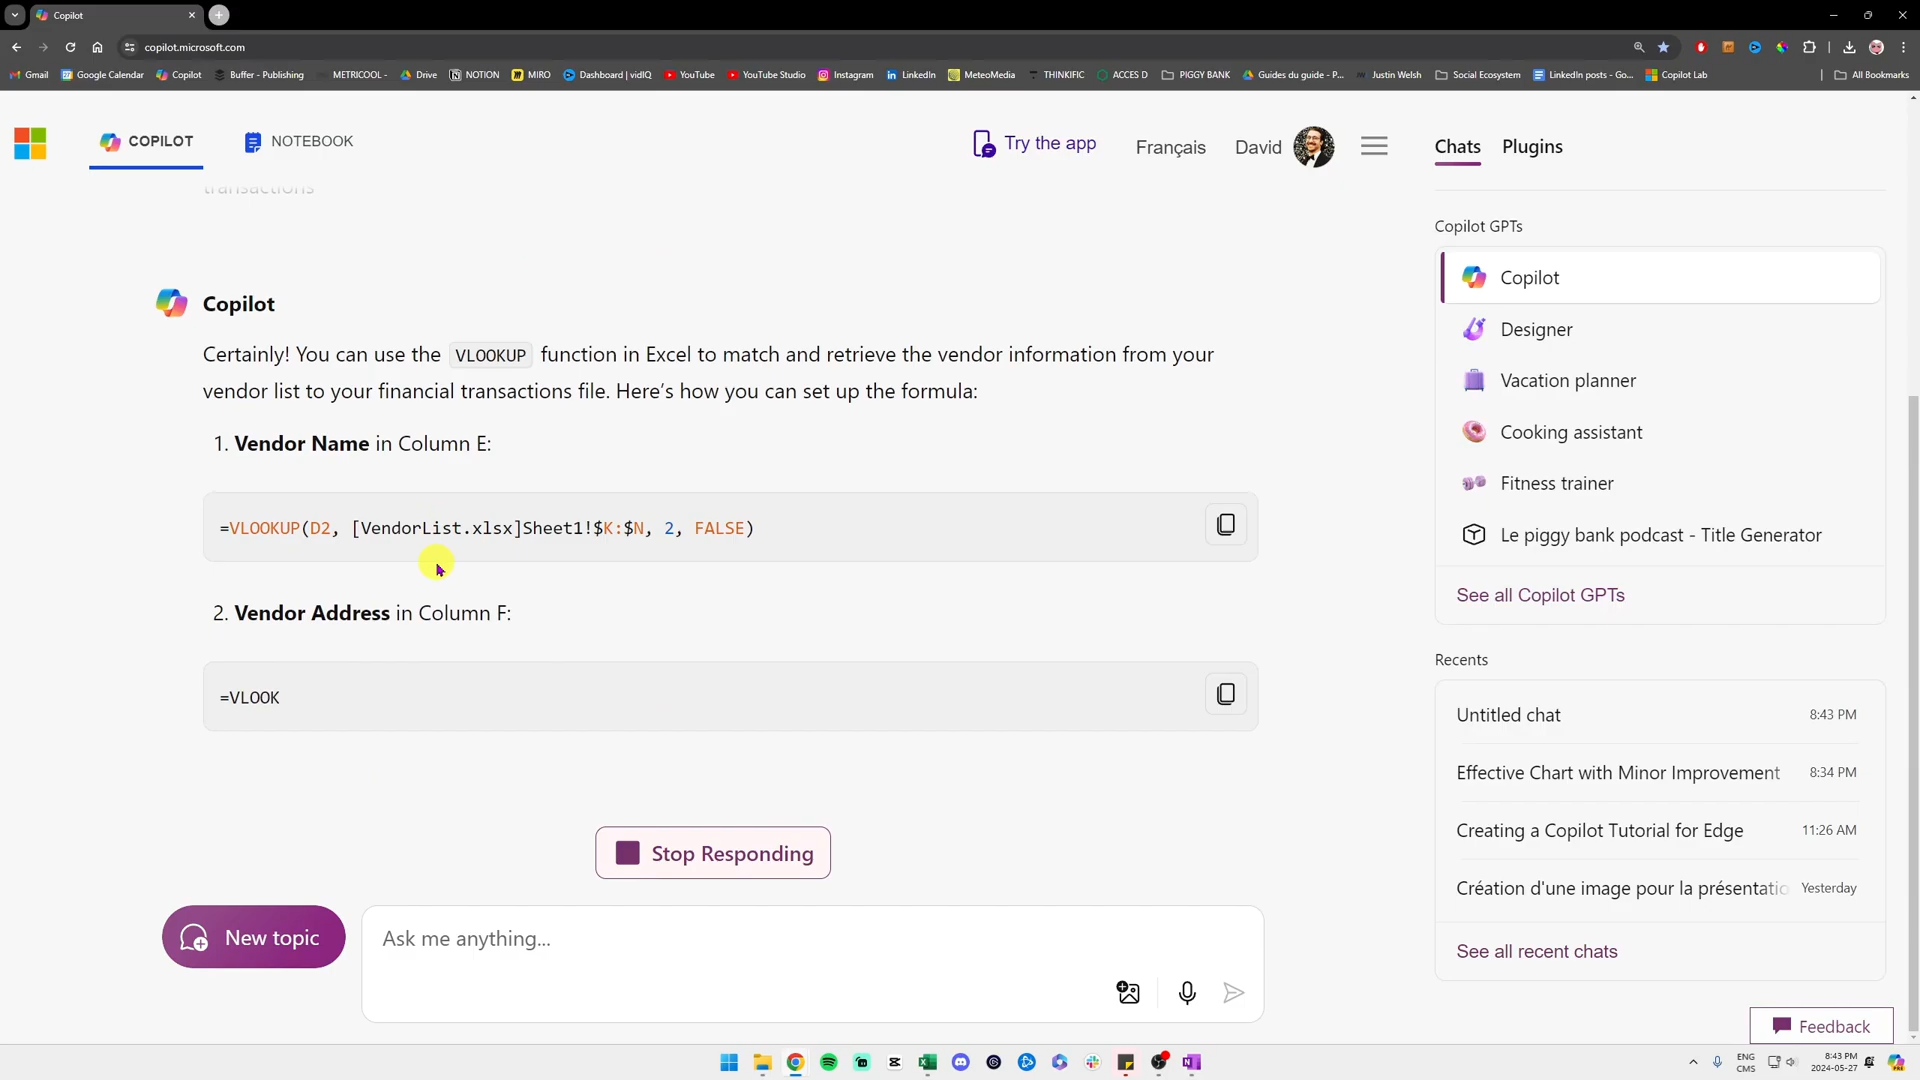 Copilot
copilot.microsoft.com
Gmail
Google Calendar
Copilot
Buffer - Publishing
METRICOOL -
Drive
NOTION
MIRO
Dashboard | vidIQ
YouTube
YouTube Studio
Instagram
LinkedIn
MeteoMedia
THINKIFIC
ACCES D
PIGGY BANK
Guides du guide - P...
Justin Welsh
Social Ecosystem
LinkedIn posts - Go...
Copilot Lab
All Bookmarks
COPILOT
NOTEBOOK
Try the app
Français
David
Chats
Plugins
transactions
Copilot
Certainly! You can use the VLOOKUP function in Excel to match and retrieve the vendor information from your
vendor list to your financial transactions file. Here’s how you can set up the formula:
1. Vendor Name in Column E:
=VLOOKUP(D2, [VendorList.xlsx]Sheet1!$K:$N, 2, FALSE)
2. Vendor Address in Column F:
=VLOOK
Stop Responding
New topic
Ask me anything...
Copilot GPTs
Copilot
Designer
Vacation planner
Cooking assistant
Fitness trainer
Le piggy bank podcast - Title Generator
See all Copilot GPTs
Recents
Untitled chat 8:43 PM
Effective Chart with Minor Improvement 8:34 PM
Creating a Copilot Tutorial for Edge 11:26 AM
Création d'une image pour la présentatio Yesterday
See all recent chats
Feedback
ENG
CMS
8:43 PM
2024-05-27